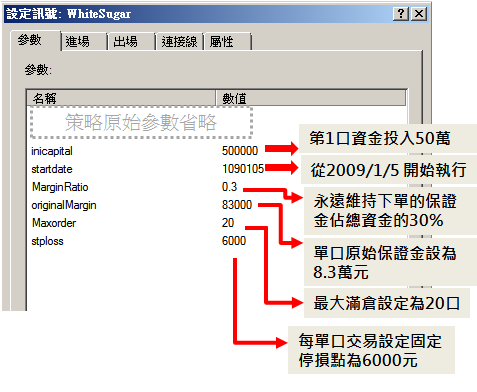 設定訊號: WhiteSugar
參數 進場 出場 連接線 屬性
參數:
名稱 數值
策略原始參數省略
inicapital 500000
startdate 1090105
MarginRatio 0.3
originalMargin 83000
Maxorder 20
stploss 6000
第1口資金投入50萬
從2009/1/5 開始執行
永遠維持下單的保證
金佔總資金的30%
單口原始保證金設為
8.3萬元
最大滿倉設定為20口
每單口交易設定固定
停損點為6000元